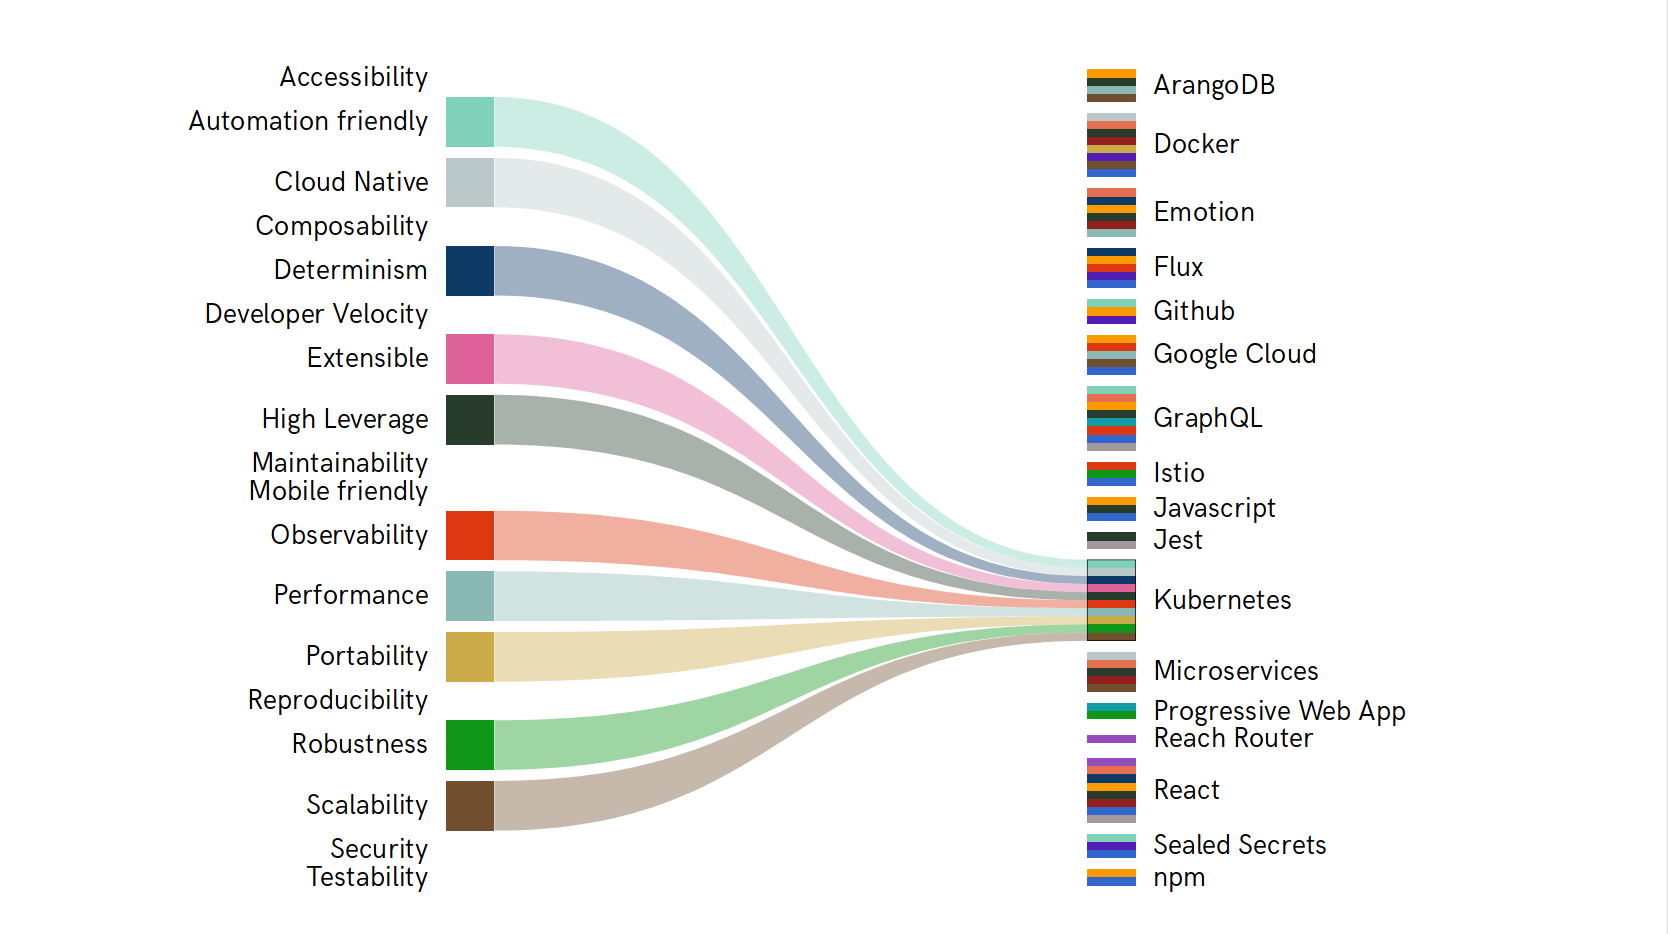 Accessibility
Automation friendly
Cloud Native
Composability
Determinism
Developer Velocity
Extensible
High Leverage
Maintainability
Mobile friendly
Observability
Performance
Portability
Reproducibility
Robustness
Scalability
Security
Testability
ArangoDB
Docker
Emotion
Flux
Github
Google Cloud
GraphQL
Istio
Javascript
Jest
Kubernetes
Microservices
Progressive Web App
Reach Router
React
Sealed Secrets
npm